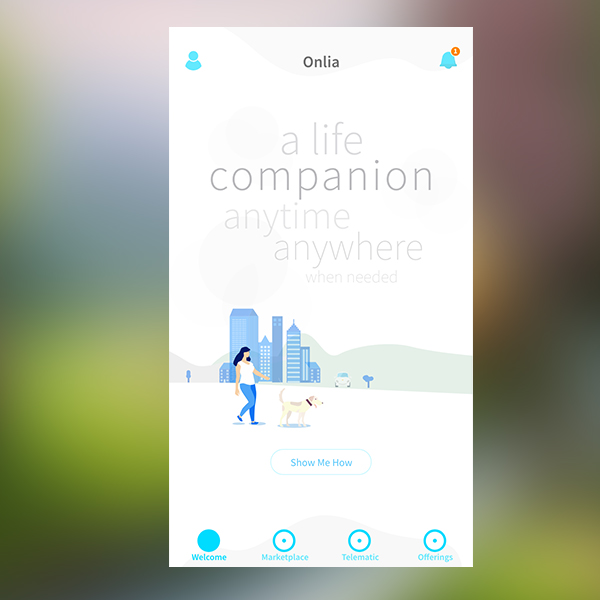 Onlia
1
a life
companion
anytime
anywhere
when needed
Show Me How
Welcome
Marketplace
Telematic
Offerings